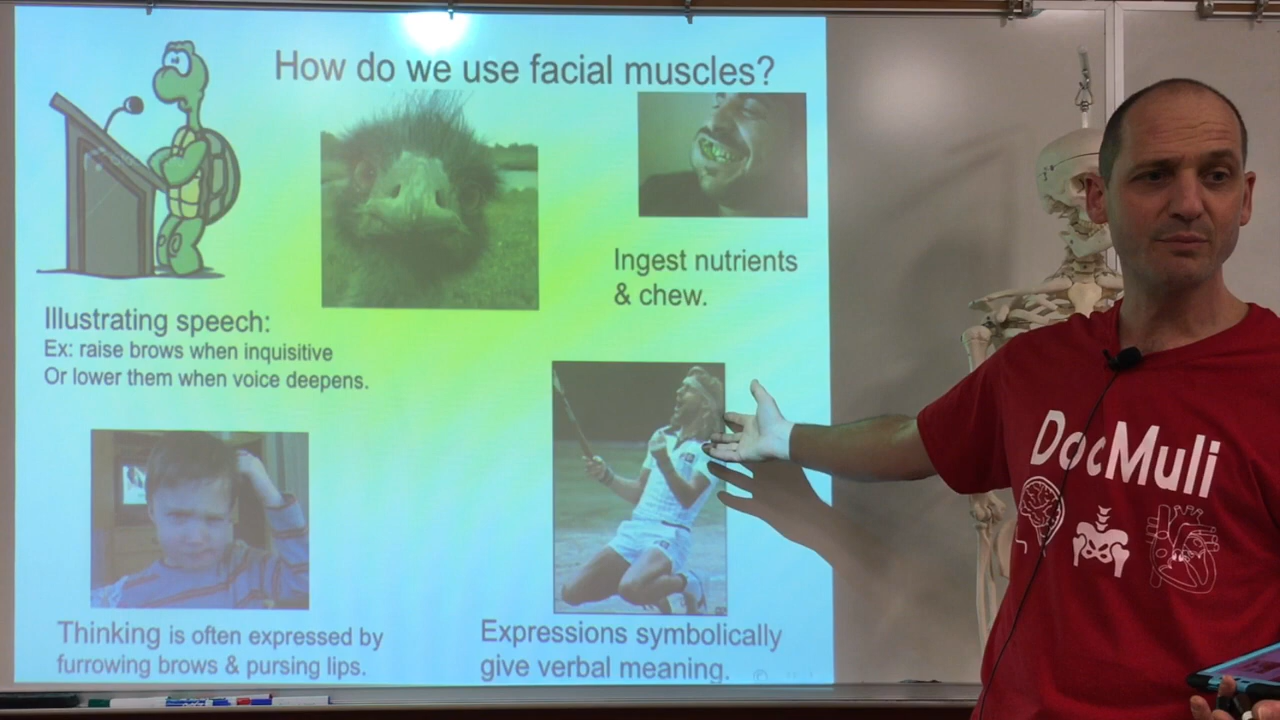 How do we use facial muscles?
Ingest nutrients
& chew.
Illustrating speech:
Ex: raise brows when inquisitive
Or lower them when voice deepens.
Thinking is often expressed by
furrowing brows & pursing lips.
Expressions symbolically
give verbal meaning.
DocMuli